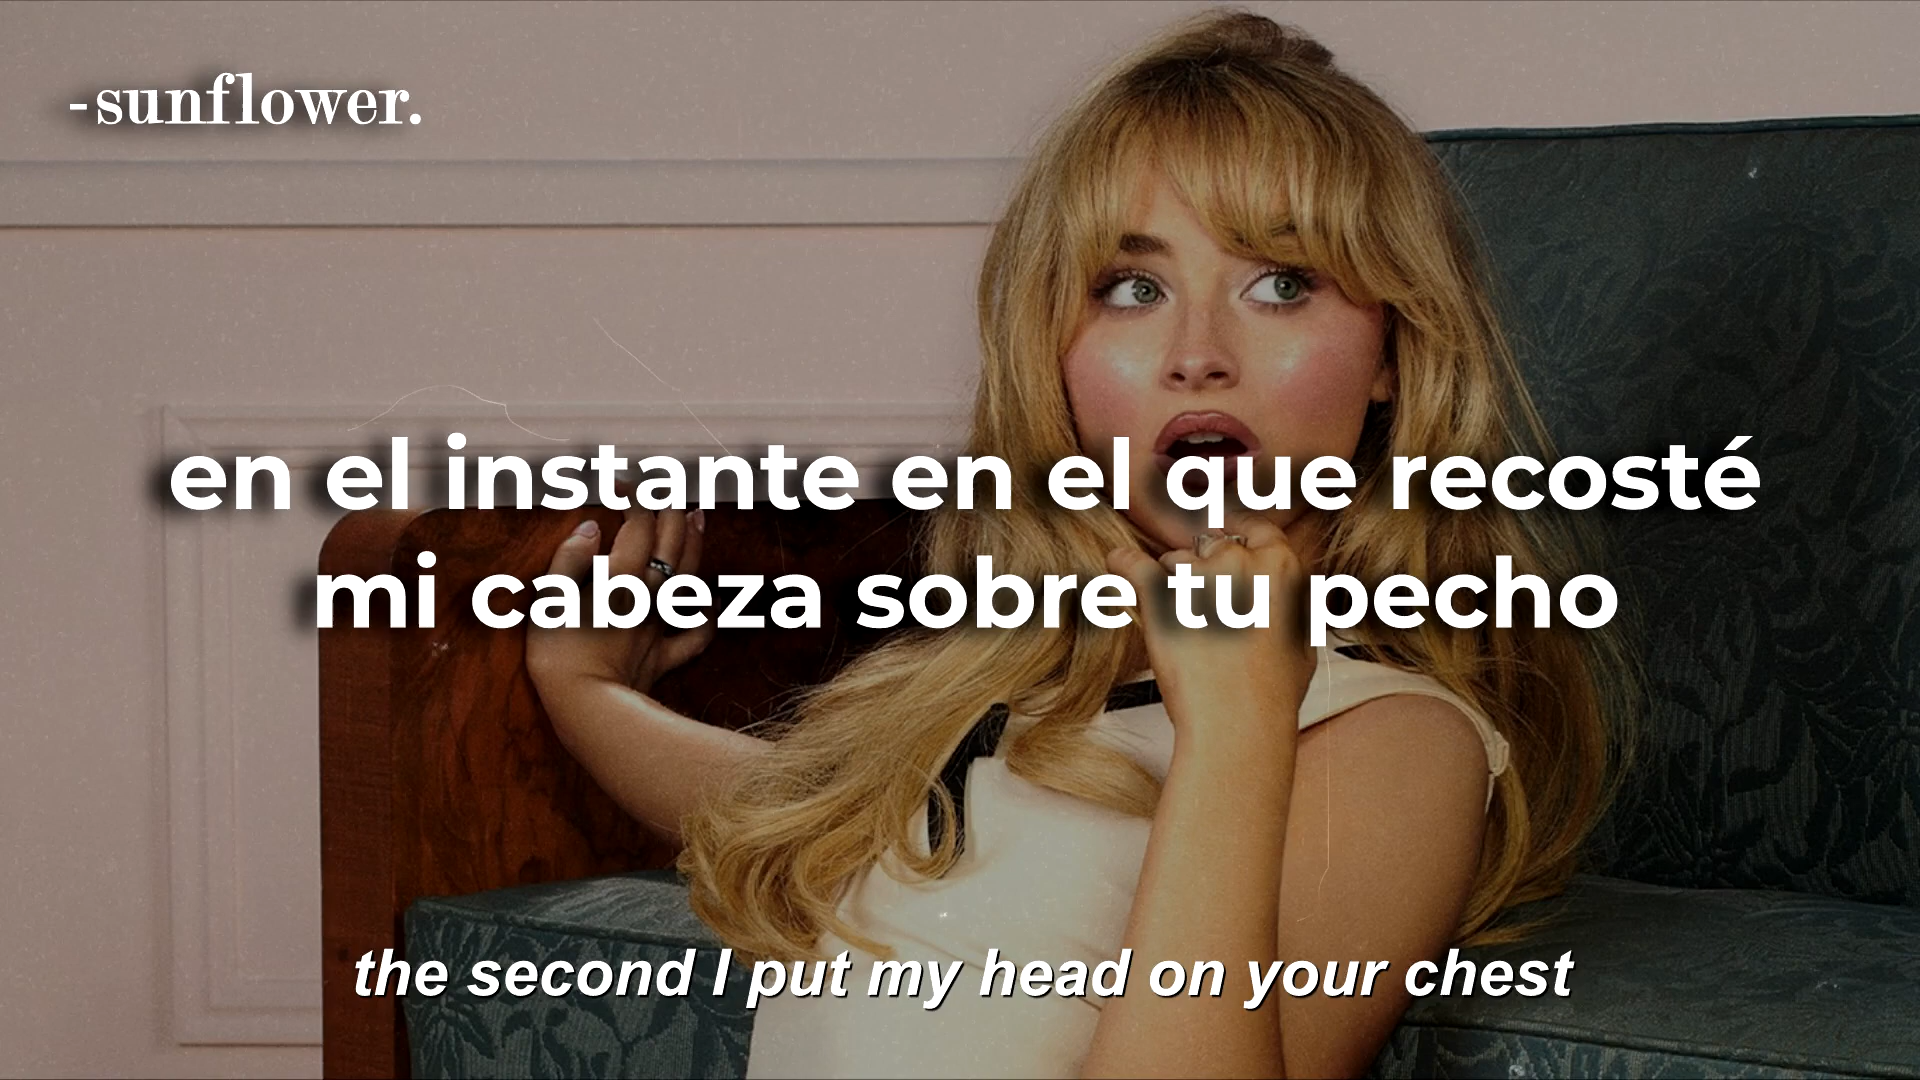 -sunflower.
en el instante en el que recosté
mi cabeza sobre tu pecho
the second I put my head on your chest